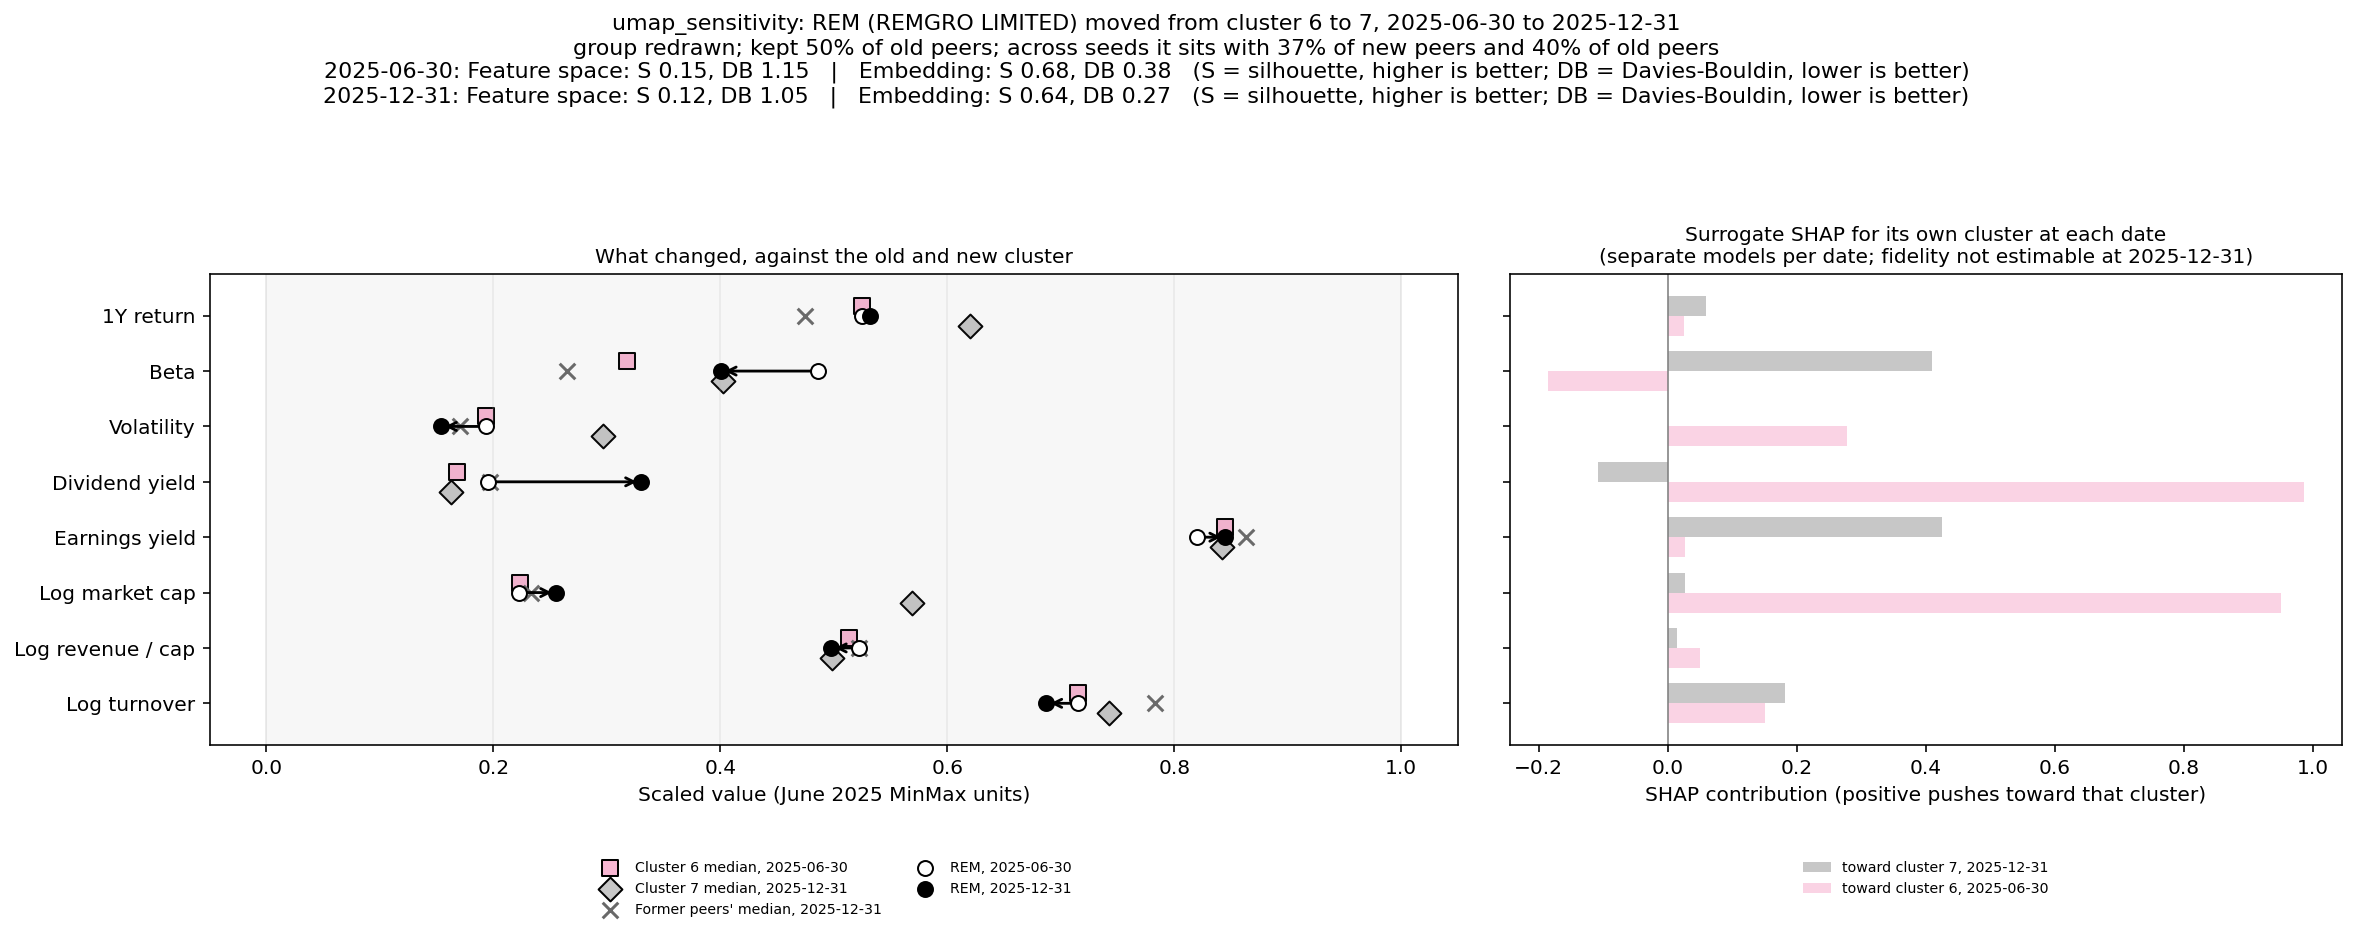 umap_sensitivity: REM (REMGRO LIMITED) moved from cluster 6 to 7, 2025-06-30 to 2025-12-31
group redrawn; kept 50% of old peers; across seeds it sits with 37% of new peers and 40% of old peers
2025-06-30: Feature space: S 0.15, DB 1.15 | Embedding: S 0.68, DB 0.38 (S = silhouette, higher is better; DB = Davies-Bouldin, lower is better)
2025-12-31: Feature space: S 0.12, DB 1.05 | Embedding: S 0.64, DB 0.27 (S = silhouette, higher is better; DB = Davies-Bouldin, lower is better)
What changed, against the old and new cluster
1Y return
Beta
Volatility
Dividend yield
Earnings yield
Log market cap
Log revenue / cap
Log turnover
0.0 0.2 0.4 0.6 0.8 1.0
Scaled value (June 2025 MinMax units)
Cluster 6 median, 2025-06-30
Cluster 7 median, 2025-12-31
Former peers' median, 2025-12-31
REM, 2025-06-30
REM, 2025-12-31
Surrogate SHAP for its own cluster at each date
(separate models per date; fidelity not estimable at 2025-12-31)
−0.2 0.0 0.2 0.4 0.6 0.8 1.0
SHAP contribution (positive pushes toward that cluster)
toward cluster 7, 2025-12-31
toward cluster 6, 2025-06-30